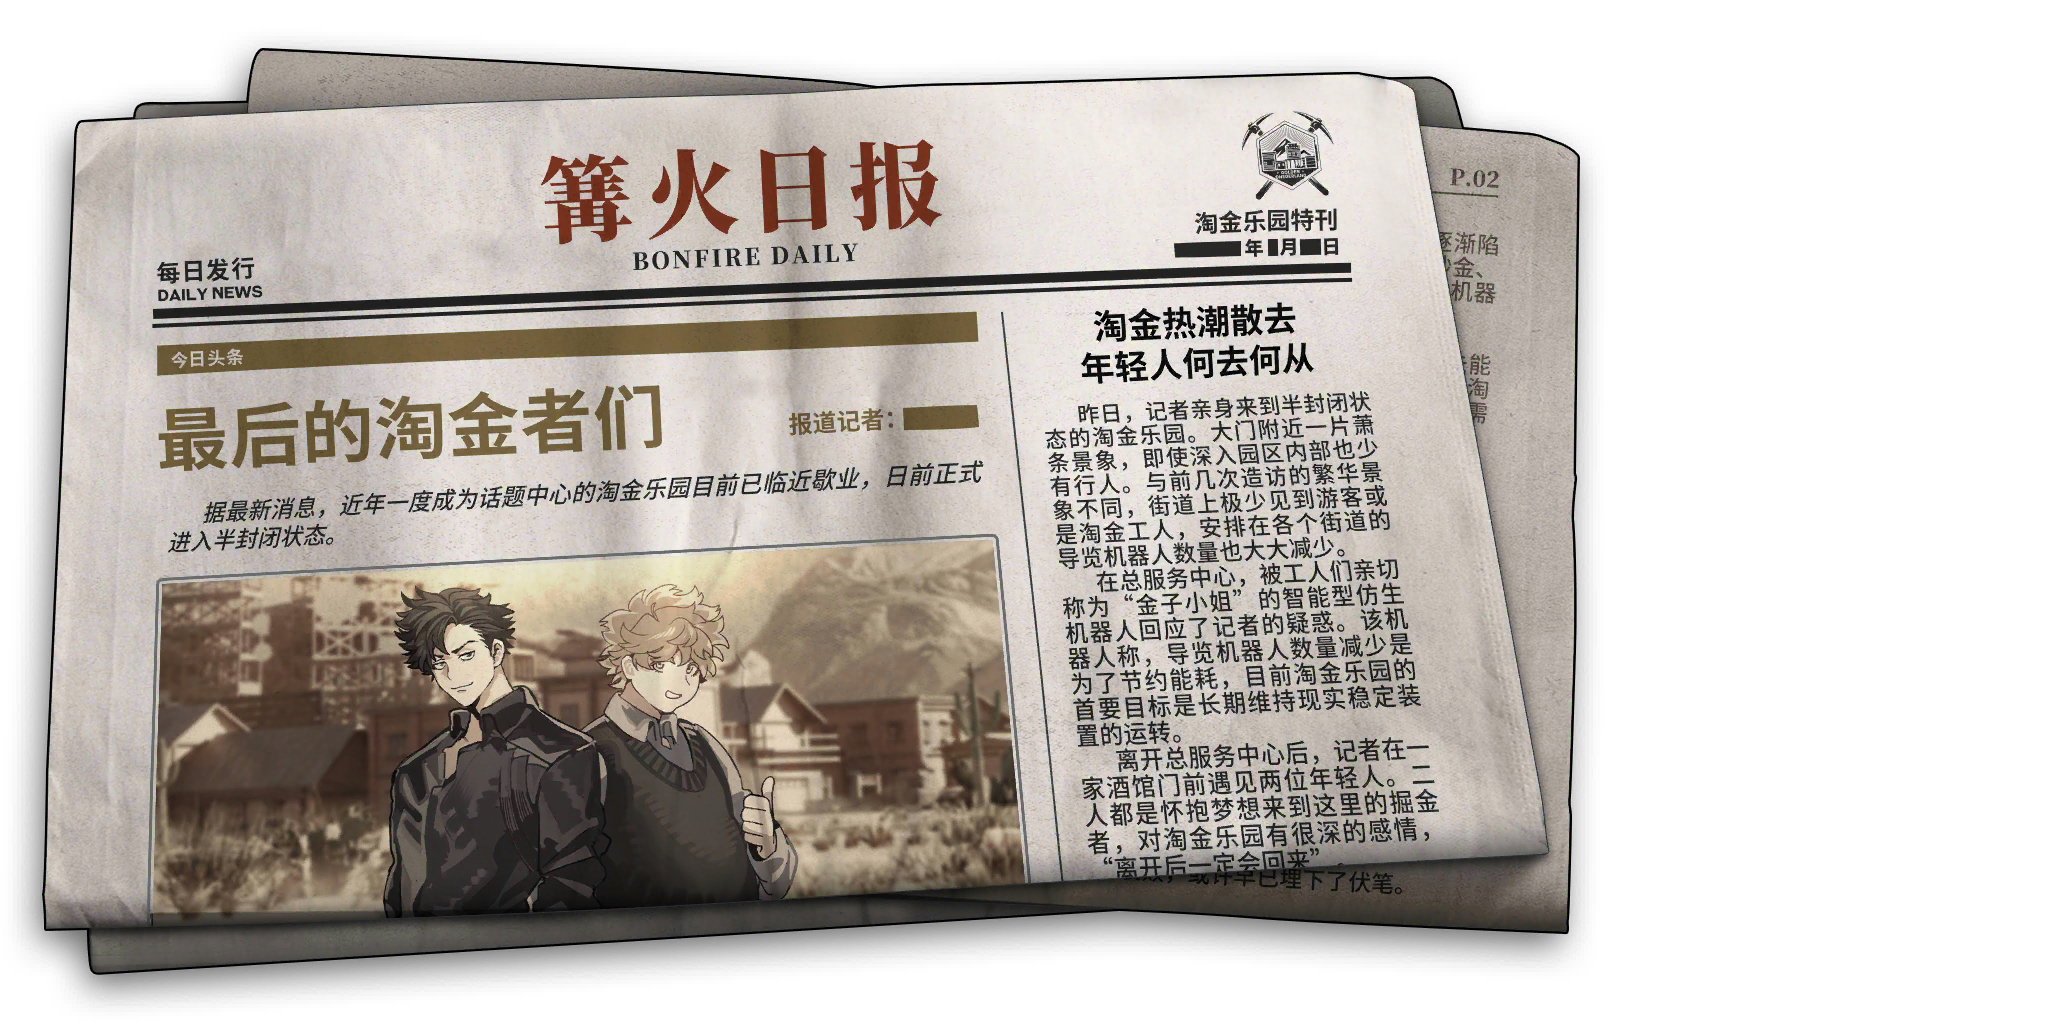 篝火日报
BONFIRE DAILY
每日发行
DAILY NEWS
淘金乐园特刊
年 月 日
今日头条
最后的淘金者们
报道记者：
据最新消息，近年一度成为话题中心的淘金乐园目前已临近歇业，日前正式
进入半封闭状态。
淘金热潮散去
年轻人何去何从
昨日，记者亲身来到半封闭状
态的淘金乐园。大门附近一片萧
条景象，即使深入园区内部也少
有行人。与前几次造访的繁华景
象不同，街道上极少见到游客或
是淘金工人，安排在各个街道的
导览机器人数量也大大减少。
在总服务中心，被工人们亲切
称为“金子小姐”的智能型仿生
机器人回应了记者的疑惑。该机
器人称，导览机器人数量减少是
为了节约能耗，目前淘金乐园的
首要目标是长期维持现实稳定装
置的运转。
离开总服务中心后，记者在一
家酒馆门前遇见两位年轻人。二
人都是怀抱梦想来到这里的掘金
者，对淘金乐园有很深的感情，
“离开后一定会回来”
已埋下了伏笔。
P.02
逐渐陷
金、
机器
能
淘
需